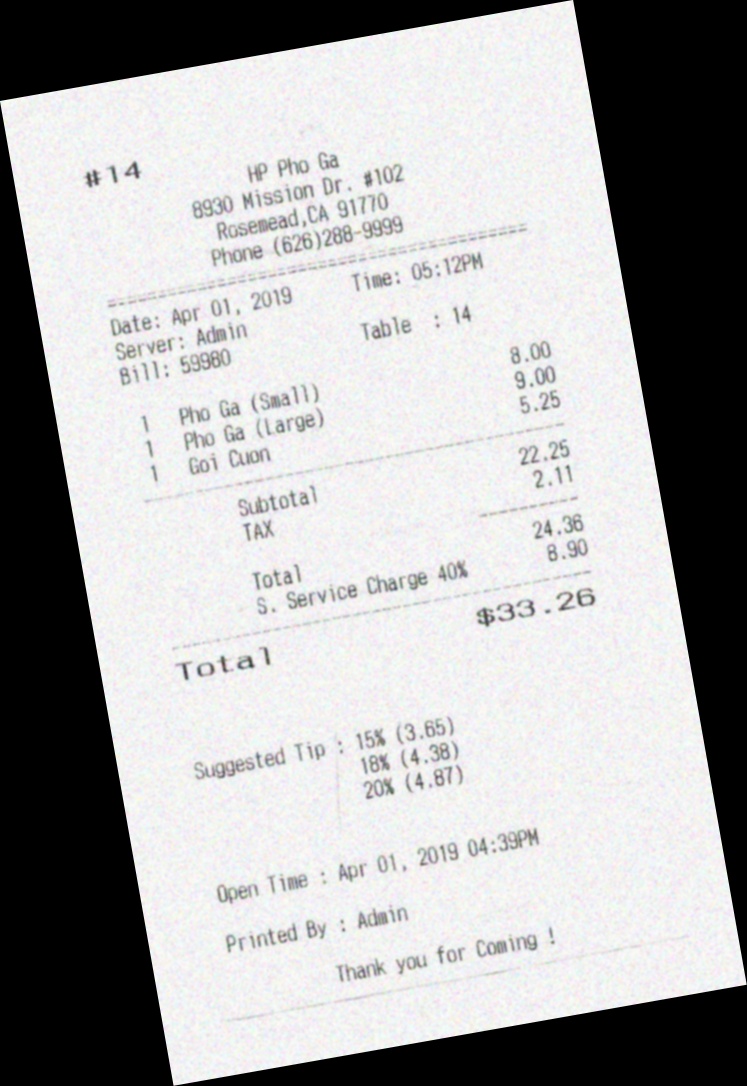 #14
HP Pho Ga
8930 Mission Dr. #102
Rosemead,CA 91770
Phone (626)288-9999
Date: Apr 01, 2019 Time: 05:12PM
Server: Admin
Bill: 59980 Table : 14
1 Pho Ga (Small) 8.00
1 Pho Ga (Large) 9.00
1 Goi Cuon 5.25
Subtotal 22.25
TAX 2.11
Total 24.36
S. Service Charge 40% 8.90
Total $33.26
Suggested Tip : 15% (3.65)
18% (4.38)
20% (4.87)
Open Time : Apr 01, 2019 04:39PM
Printed By : Admin
Thank you for Coming !